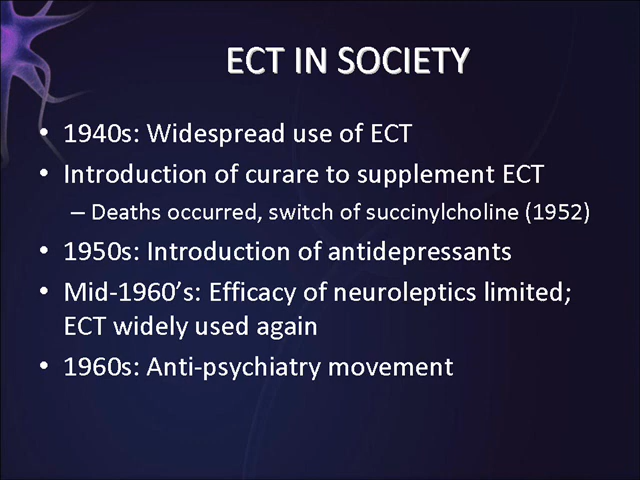 ECT IN SOCIETY
• 1940s: Widespread use of ECT
• Introduction of curare to supplement ECT
– Deaths occurred, switch of succinylcholine (1952)
• 1950s: Introduction of antidepressants
• Mid-1960’s: Efficacy of neuroleptics limited;
ECT widely used again
• 1960s: Anti-psychiatry movement